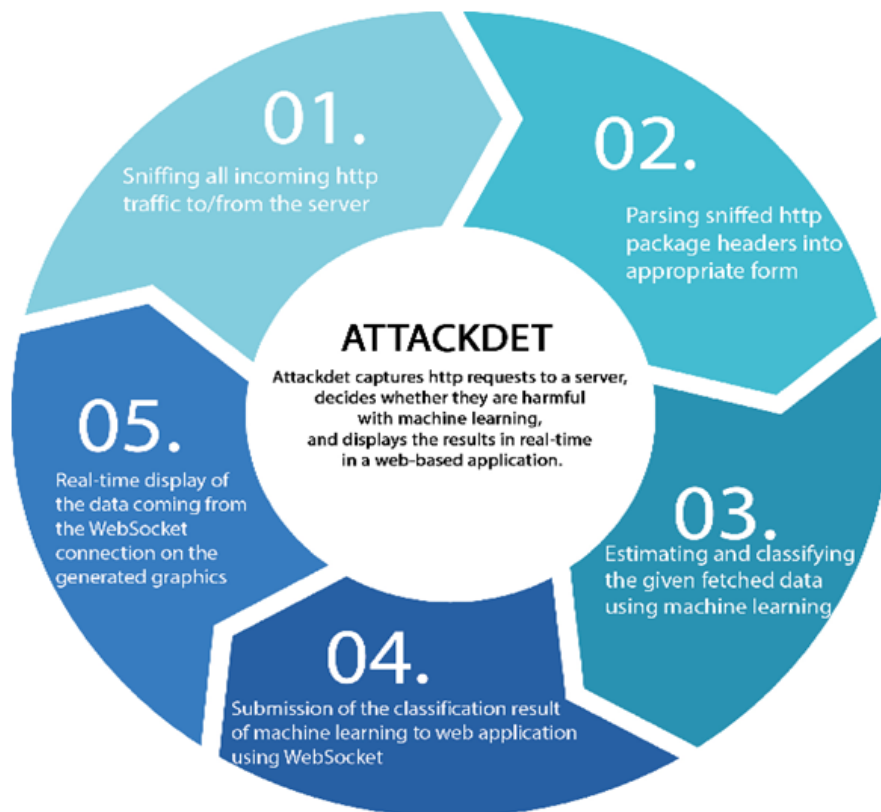 01.
Sniffing all incoming http
traffic to/from the server
02.
Parsing sniffed http
package headers into
appropriate form
ATTACKDET
Attackdet captures http requests to a server,
decides whether they are harmful
with machine learning,
and displays the results in real-time
in a web-based application.
03.
Estimating and classifying
the given fetched data
using machine learning
04.
Submission of the classification result
of machine learning to web application
using WebSocket
05.
Real-time display of
the data coming from
the WebSocket
connection on the
generated graphics